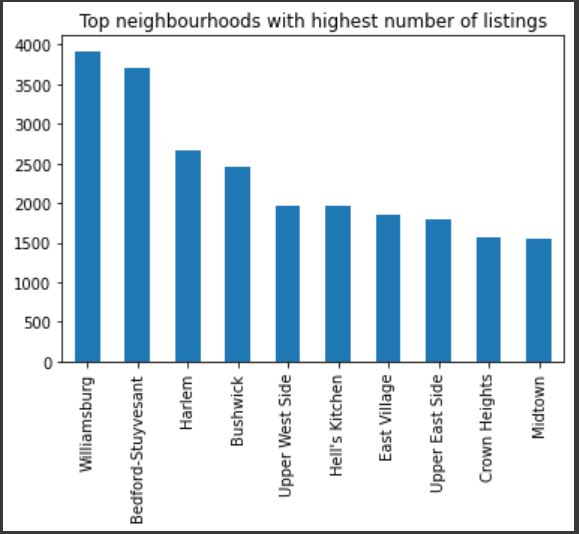 Top neighbourhoods with highest number of listings
4000
3500
3000
2500
2000
1500
1000
500
0
Williamsburg
Bedford-Stuyvesant
Harlem
Bushwick
Upper West Side
Hell's Kitchen
East Village
Upper East Side
Crown Heights
Midtown